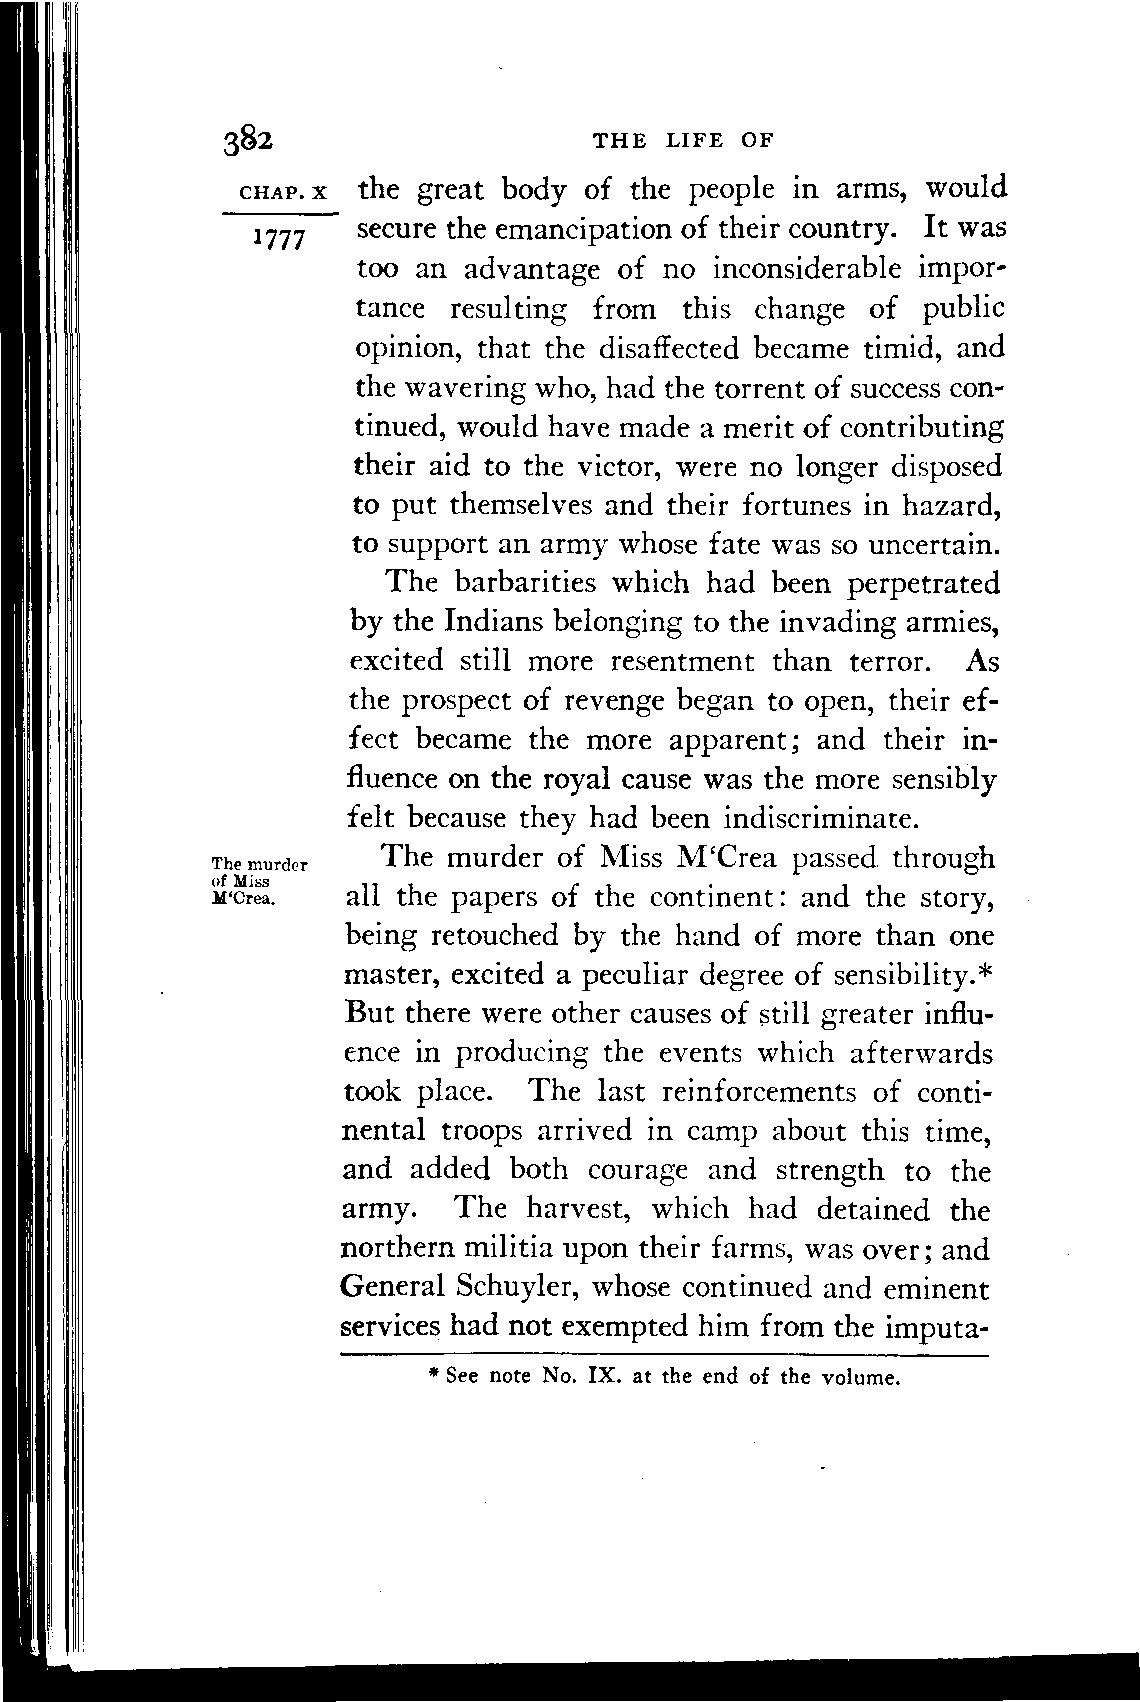 382 THE LIFE OF
CHAP. X the great body of the people in arms, would
1777 secure the emancipation of their country. It was
too an advantage of no inconsiderable impor-
tance resulting from this change of public
opinion, that the disaffected became timid, and
the wavering who, had the torrent of success con-
tinued, would have made a merit of contributing
their aid to the victor, were no longer disposed
to put themselves and their fortunes in hazard,
to support an army whose fate was so uncertain.
The barbarities which had been perpetrated
by the Indians belonging to the invading armies,
excited still more resentment than terror. As
the prospect of revenge began to open, their ef-
fect became the more apparent; and their in-
fluence on the royal cause was the more sensibly
felt because they had been indiscriminate.
The murder
of Miss
M‘Crea.
The murder of Miss M‘Crea passed through
all the papers of the continent: and the story,
being retouched by the hand of more than one
master, excited a peculiar degree of sensibility.*
But there were other causes of still greater influ-
ence in producing the events which afterwards
took place. The last reinforcements of conti-
nental troops arrived in camp about this time,
and added both courage and strength to the
army. The harvest, which had detained the
northern militia upon their farms, was over; and
General Schuyler, whose continued and eminent
services had not exempted him from the imputa-
* See note No. IX. at the end of the volume.